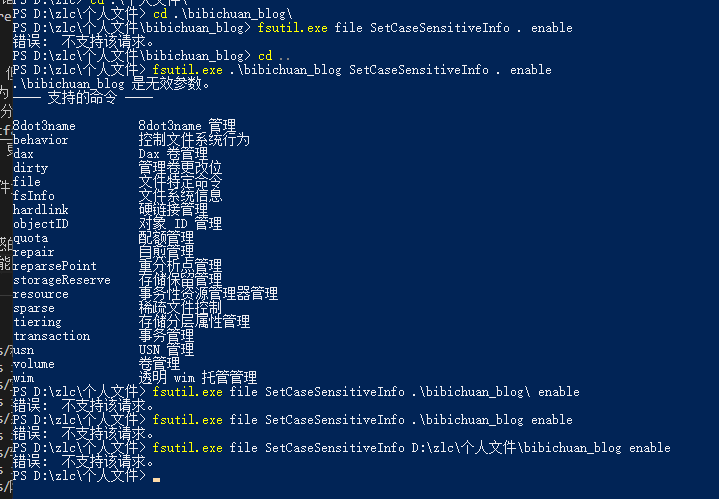 PS D:\zlc> cd .\个人文件\
PS D:\zlc\个人文件> cd .\bibichuan_blog\
PS D:\zlc\个人文件\bibichuan_blog> fsutil.exe file SetCaseSensitiveInfo . enable
错误: 不支持该请求。
PS D:\zlc\个人文件\bibichuan_blog> cd ..
PS D:\zlc\个人文件> fsutil.exe .\bibichuan_blog SetCaseSensitiveInfo . enable
.\bibichuan_blog 是无效参数。
---- 支持的命令 ----
8dot3name 8dot3name 管理
behavior 控制文件系统行为
dax Dax 卷管理
dirty 管理卷更改位
file 文件特定命令
fsInfo 文件系统信息
hardlink 硬链接管理
objectID 对象 ID 管理
quota 配额管理
repair 自愈管理
reparsePoint 重分析点管理
storageReserve 存储保留管理
resource 事务性资源管理器管理
sparse 稀疏文件控制
tiering 存储分层属性管理
transaction 事务管理
usn USN 管理
volume 卷管理
wim 透明 wim 托管管理
PS D:\zlc\个人文件> fsutil.exe file SetCaseSensitiveInfo .\bibichuan_blog\ enable
错误: 不支持该请求。
PS D:\zlc\个人文件> fsutil.exe file SetCaseSensitiveInfo .\bibichuan_blog enable
错误: 不支持该请求。
PS D:\zlc\个人文件> fsutil.exe file SetCaseSensitiveInfo D:\zlc\个人文件\bibichuan_blog enable
错误: 不支持该请求。
PS D:\zlc\个人文件>